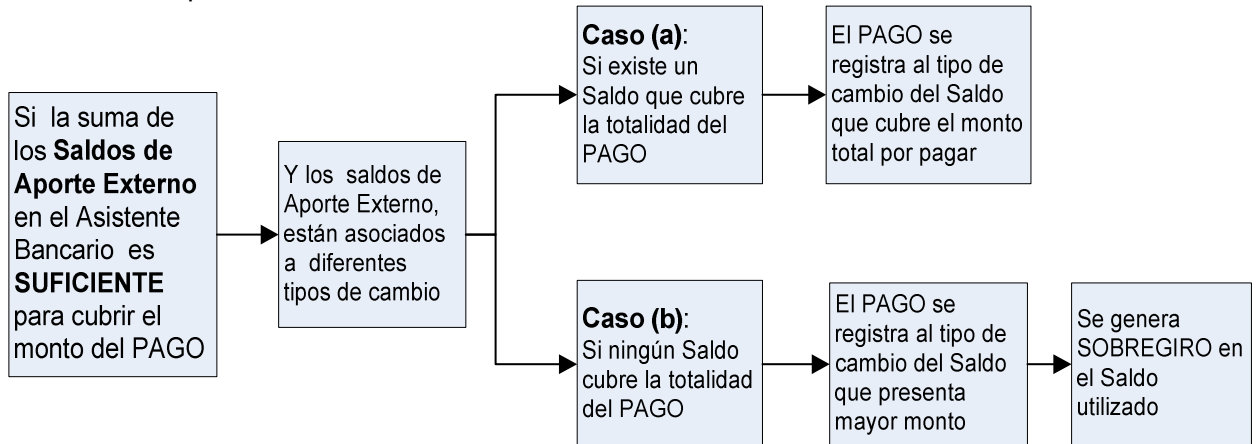 Si la suma de
los Saldos de
Aporte Externo
en el Asistente
Bancario es
SUFICIENTE
para cubrir el
monto del PAGO
Y los saldos de
Aporte Externo,
están asociados
a diferentes
tipos de cambio
Caso (a):
Si existe un
Saldo que cubre
la totalidad del
PAGO
El PAGO se
registra al tipo de
cambio del Saldo
que cubre el monto
total por pagar
Caso (b):
Si ningún Saldo
cubre la totalidad
del PAGO
El PAGO se
registra al tipo de
cambio del Saldo
que presenta
mayor monto
Se genera
SOBREGIRO en
el Saldo
utilizado